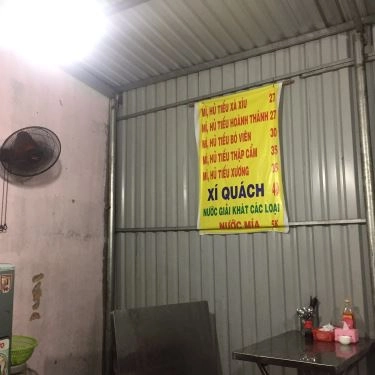 MÌ, HỦ TIẾU XÁ XÍU 27
MÌ, HỦ TIẾU HOÀNH THÁNH 27
MÌ, HỦ TIẾU BÒ VIÊN 30
MÌ, HỦ TIẾU THẬP CẨM 35
MÌ, HỦ TIẾU XƯƠNG 35
XÍ QUÁCH 40
NƯỚC GIẢI KHÁT CÁC LOẠI
NƯỚC MÍA 5K